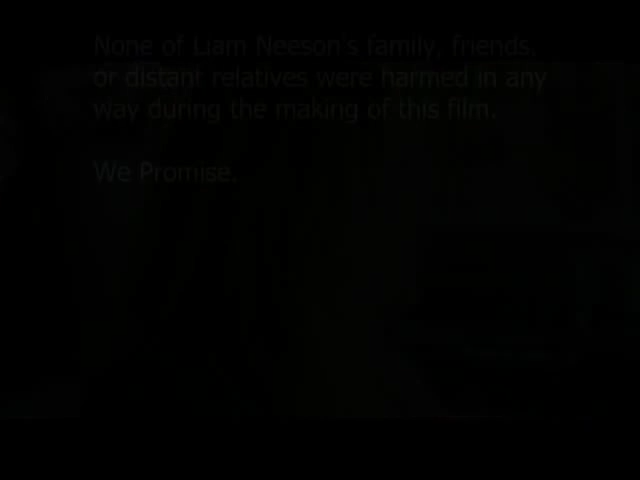 None of Liam Neeson's family, friends,
or distant relatives were harmed in any
way during the making of this film.
We Promise.